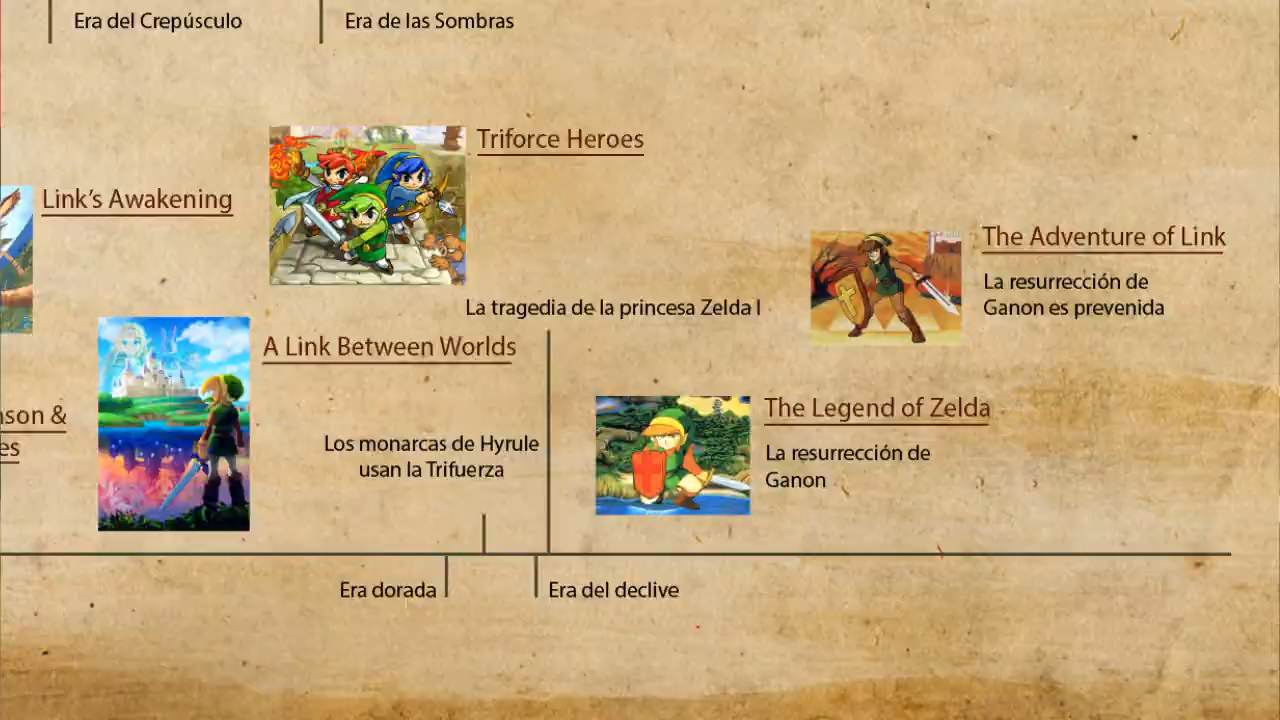 Era del Crepúsculo
Era de las Sombras
Triforce Heroes
Link's Awakening
The Adventure of Link
La resurrección de
Ganon es prevenida
La tragedia de la princesa Zelda I
A Link Between Worlds
nson &
es
The Legend of Zelda
Los monarcas de Hyrule
usan la Trifuerza
La resurrección de
Ganon
Era dorada
Era del declive